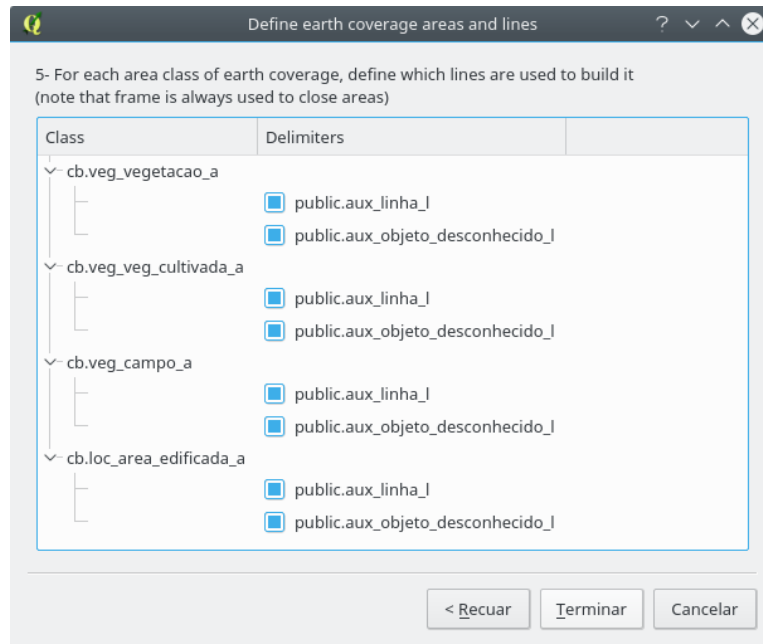 Define earth coverage areas and lines
5- For each area class of earth coverage, define which lines are used to build it
(note that frame is always used to close areas)
Class Delimiters
cb.veg_vegetacao_a
public.aux_linha_l
public.aux_objeto_desconhecido_l
cb.veg_veg_cultivada_a
public.aux_linha_l
public.aux_objeto_desconhecido_l
cb.veg_campo_a
public.aux_linha_l
public.aux_objeto_desconhecido_l
cb.loc_area_edificada_a
public.aux_linha_l
public.aux_objeto_desconhecido_l
< Recuar Terminar Cancelar